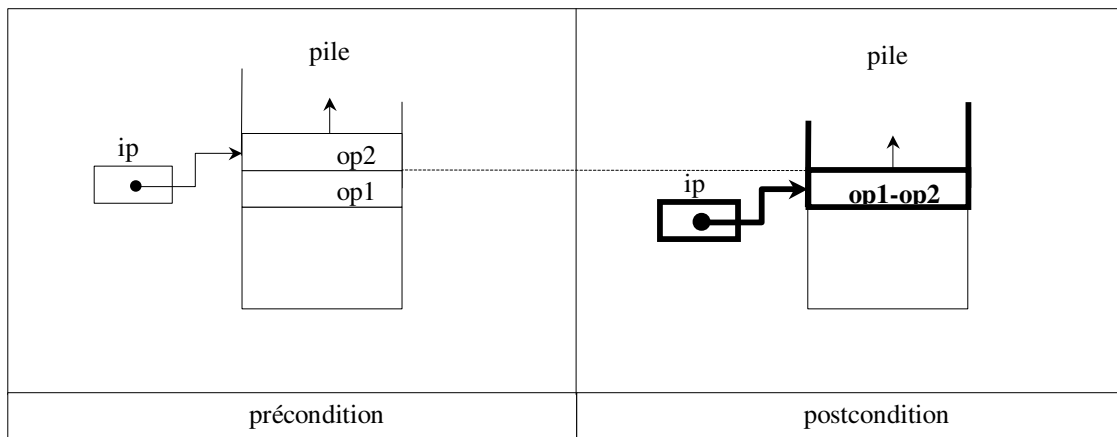 pile
ip
op2
op1
précondition
pile
ip
op1-op2
postcondition